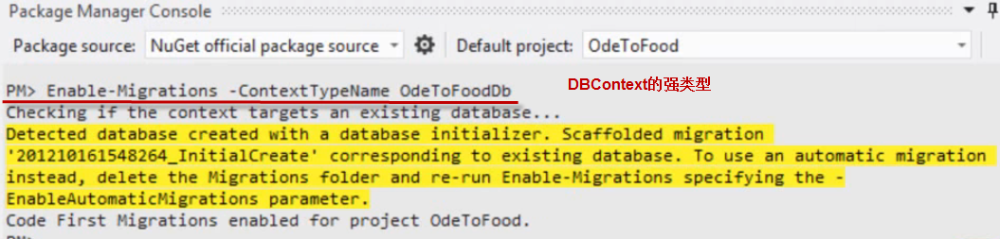 Package Manager Console
Package source: NuGet official package source Default project: OdeToFood
PM> Enable-Migrations -ContextTypeName OdeToFoodDb DBContext的强类型
Checking if the context targets an existing database...
Detected database created with a database initializer. Scaffolded migration
'201210161548264_InitialCreate' corresponding to existing database. To use an automatic migration
instead, delete the Migrations folder and re-run Enable-Migrations specifying the -
EnableAutomaticMigrations parameter.
Code First Migrations enabled for project OdeToFood.